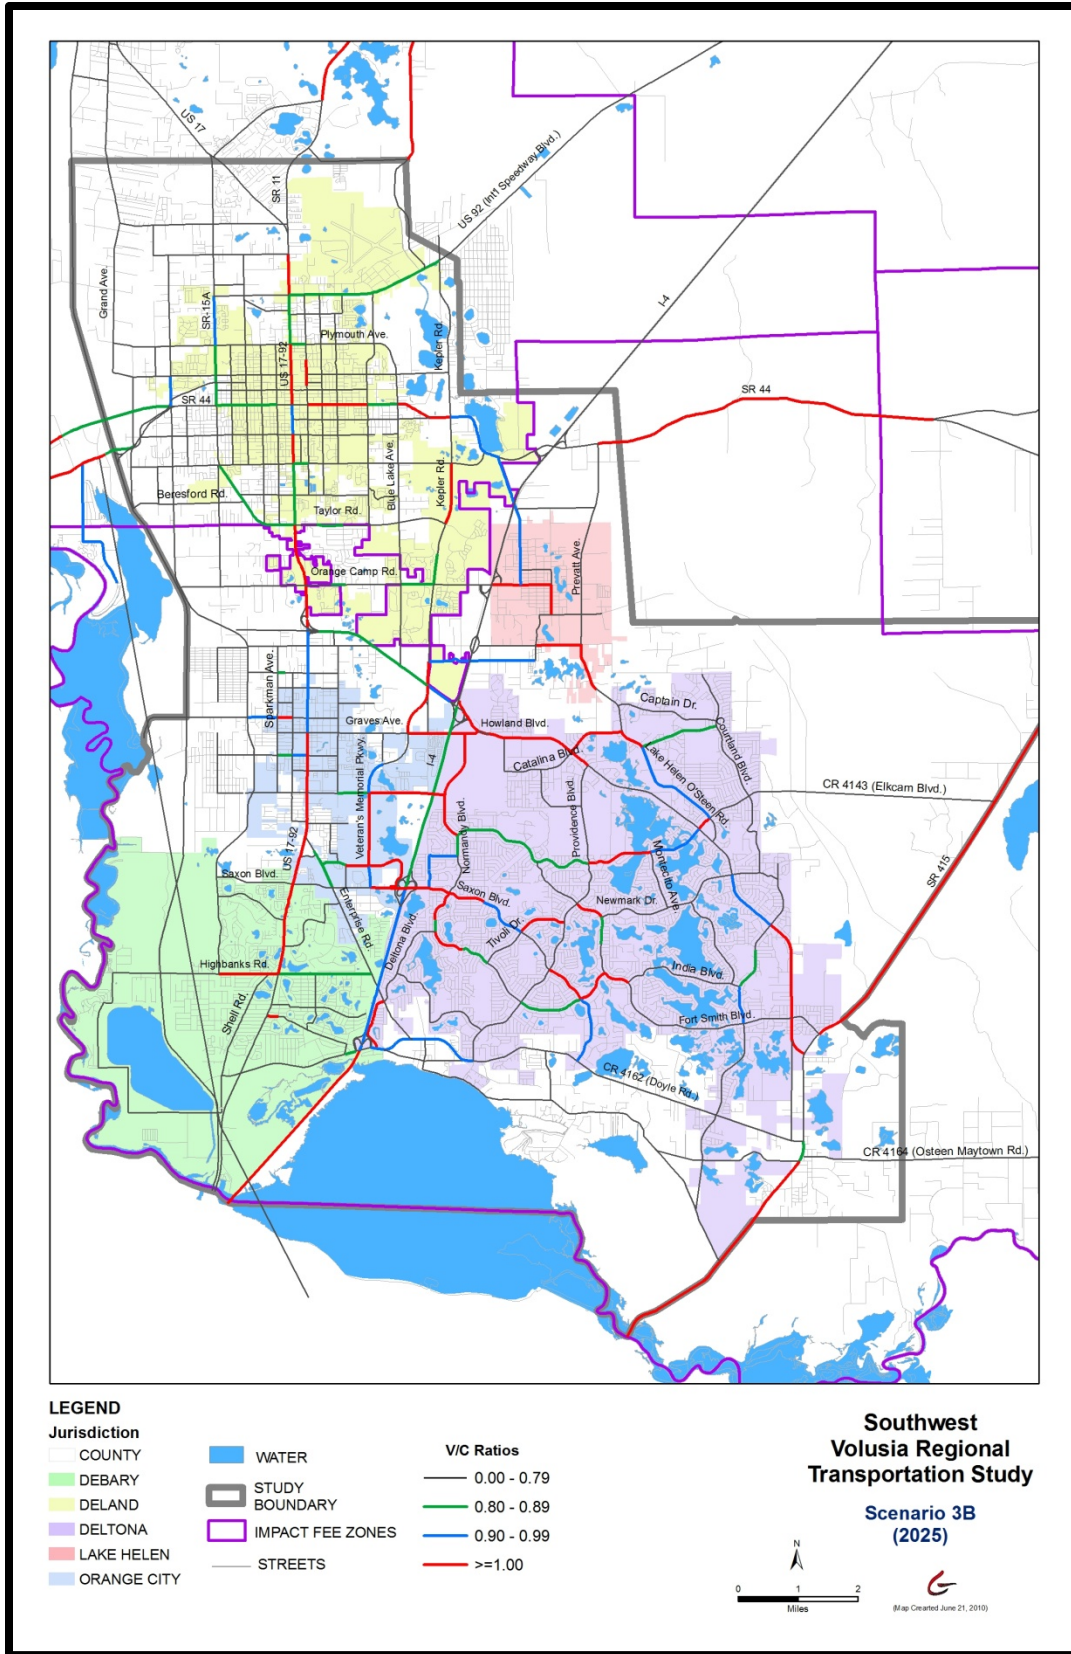 US 17
SR 11
US 92 (Int'l Speedway Blvd.)
Grand Ave.
SR-15A
I-4
Plymouth Ave.
Kepler Rd.
US 17-92
SR 44
SR 44
Blue Lake Ave.
Kepler Rd.
Beresford Rd.
Taylor Rd.
Orange Camp Rd.
Prevatt Ave.
Sparkman Ave.
Captain Dr.
Graves Ave.
Howland Blvd.
Courtland Blvd.
Veteran's Memorial Pkwy.
I-4
Catalina Blvd.
Lake Helen O'Steen Rd.
CR 4143 (Elkcam Blvd.)
Normandy Blvd.
Providence Blvd.
US 17-92
Montecito Ave.
SR 415
Saxon Blvd.
Enterprise Rd.
Saxon Blvd.
Newmark Dr.
Deltona Blvd.
Tivoli Dr.
Highbanks Rd.
India Blvd.
Shell Rd.
Fort Smith Blvd.
CR 4162 (Doyle Rd.)
CR 4164 (Osteen Maytown Rd.)
LEGEND
Jurisdiction
COUNTY
DEBARY
DELAND
DELTONA
LAKE HELEN
ORANGE CITY
WATER
STUDY
BOUNDARY
IMPACT FEE ZONES
STREETS
V/C Ratios
0.00 - 0.79
0.80 - 0.89
0.90 - 0.99
>=1.00
Southwest
Volusia Regional
Transportation Study
Scenario 3B
(2025)
N
0 1 2
Miles
(Map Crearted June 21, 2010)